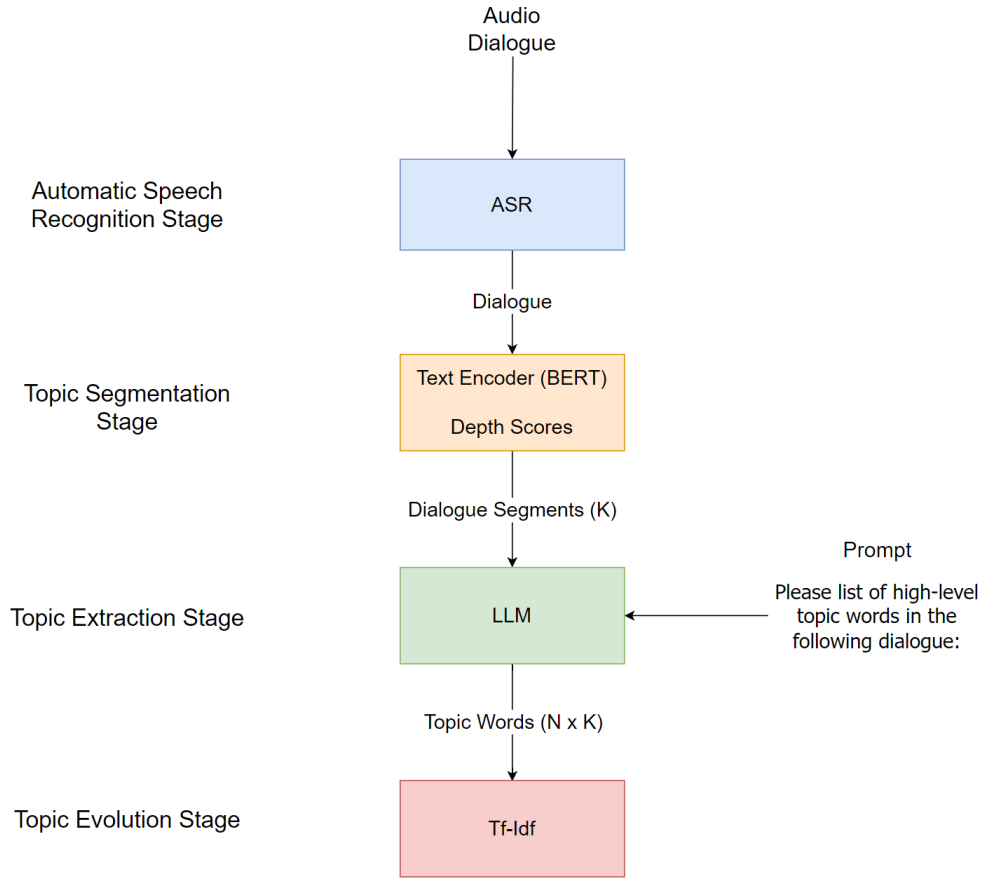 Audio
Dialogue
Automatic Speech
Recognition Stage
ASR
Dialogue
Topic Segmentation
Stage
Text Encoder (BERT)
Depth Scores
Dialogue Segments (K)
Prompt
Please list of high-level
topic words in the
following dialogue:
Topic Extraction Stage
LLM
Topic Words (N x K)
Topic Evolution Stage
Tf-Idf